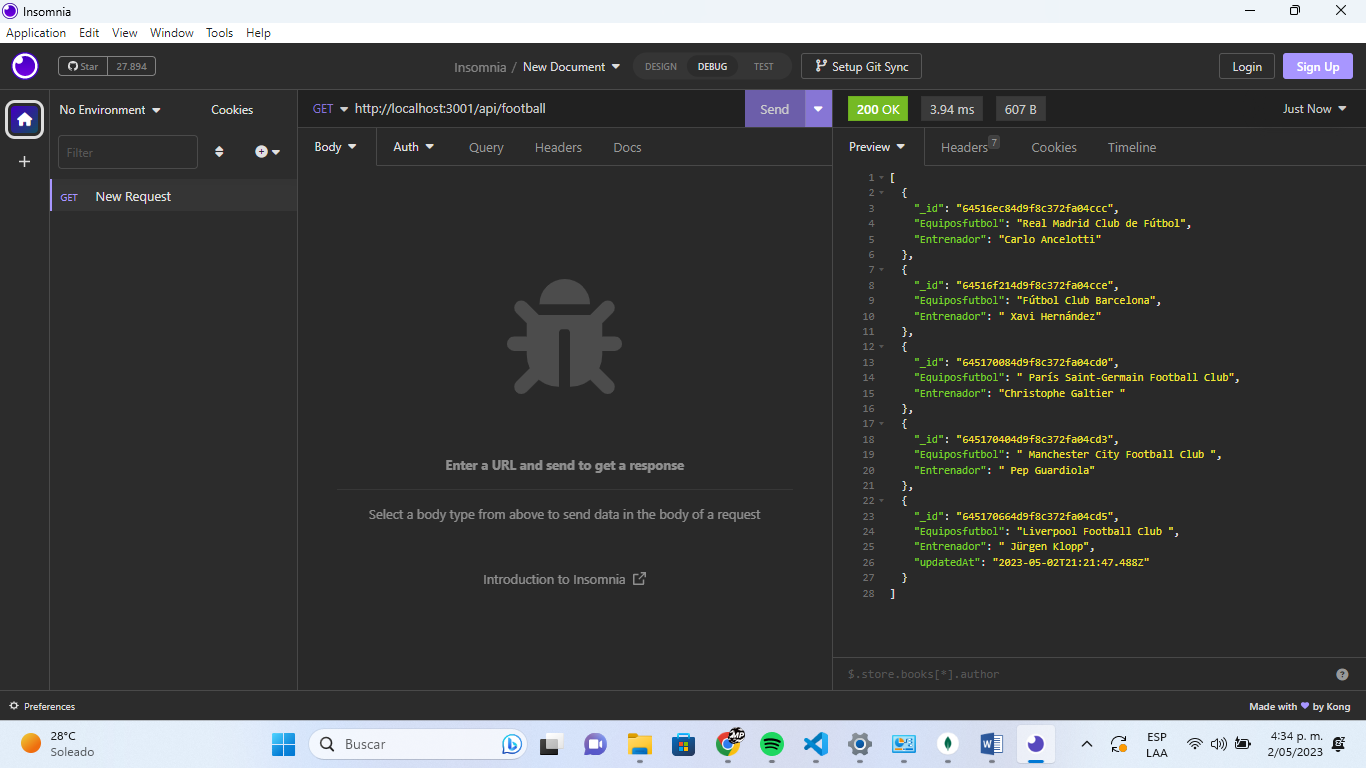 Insomnia
Application Edit View Window Tools Help
Star 27.894
Insomnia / New Document
DESIGN DEBUG TEST
Setup Git Sync
Login Sign Up
No Environment Cookies
GET http://localhost:3001/api/football
Send
200 OK 3.94 ms 607 B
Just Now
Filter
Body Auth Query Headers Docs
Preview Headers 7 Cookies Timeline
GET New Request
Enter a URL and send to get a response
Select a body type from above to send data in the body of a request
Introduction to Insomnia
1 [
2 {
3 "_id": "64516ec84d9f8c372fa04ccc",
4 "Equiposfutbol": "Real Madrid Club de Fútbol",
5 "Entrenador": "Carlo Ancelotti"
6 },
7 {
8 "_id": "64516f214d9f8c372fa04cce",
9 "Equiposfutbol": "Fútbol Club Barcelona",
10 "Entrenador": " Xavi Hernández"
11 },
12 {
13 "_id": "645170084d9f8c372fa04cd0",
14 "Equiposfutbol": " París Saint-Germain Football Club",
15 "Entrenador": "Christophe Galtier "
16 },
17 {
18 "_id": "645170404d9f8c372fa04cd3",
19 "Equiposfutbol": " Manchester City Football Club ",
20 "Entrenador": " Pep Guardiola"
21 },
22 {
23 "_id": "645170664d9f8c372fa04cd5",
24 "Equiposfutbol": "Liverpool Football Club ",
25 "Entrenador": " Jürgen Klopp",
26 "updatedAt": "2023-05-02T21:21:47.488Z"
27 }
28 ]
$.store.books[*].author
Preferences
Made with ♥ by Kong
28°C
Soleado
Buscar
MP
ESP
LAA
4:34 p. m.
2/05/2023